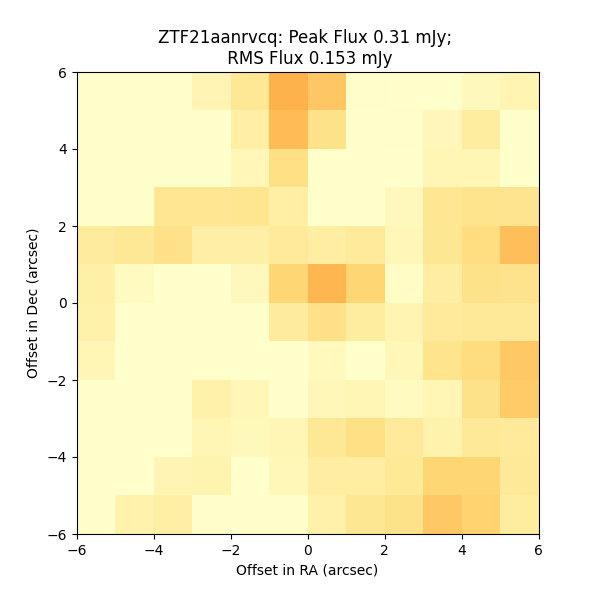 ZTF21aanrvcq: Peak Flux 0.31 mJy;
RMS Flux 0.153 mJy
6
4
2
0
−2
−4
−6
Offset in Dec (arcsec)
−6 −4 −2 0 2 4 6
Offset in RA (arcsec)